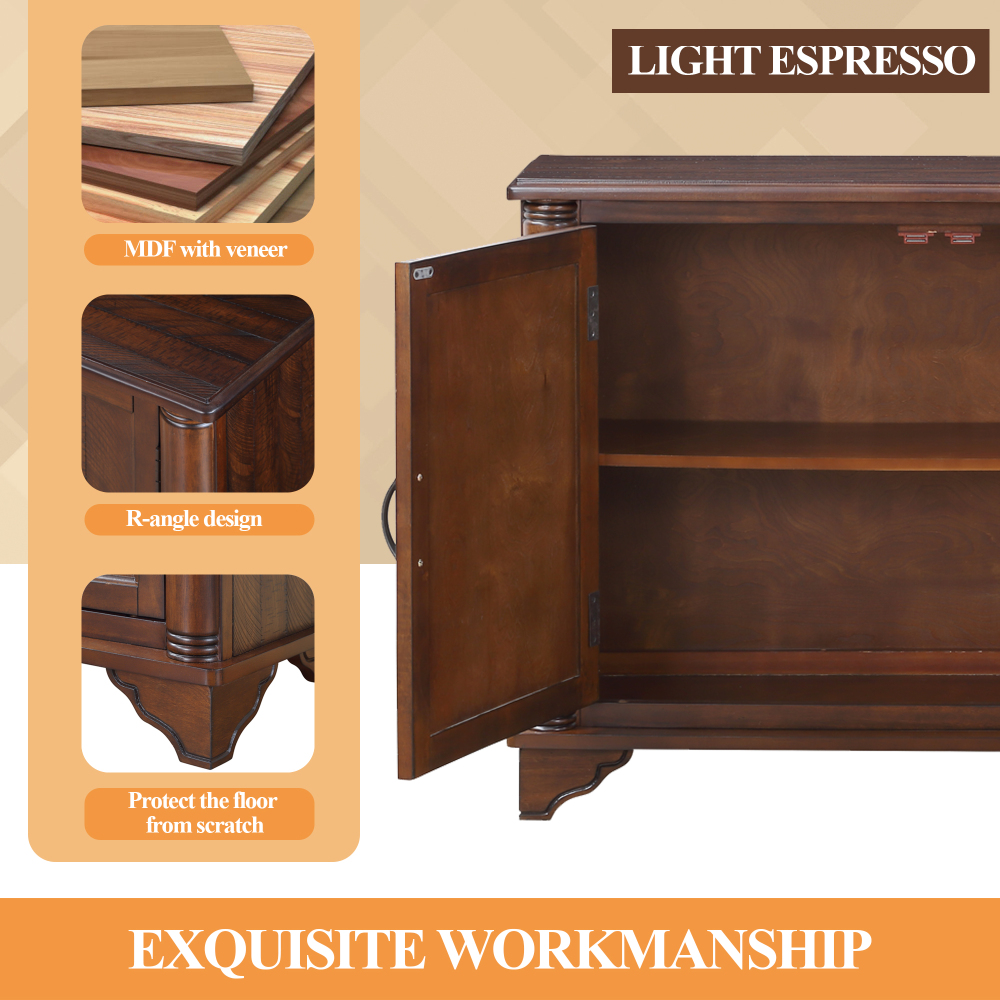 LIGHT ESPRESSO
MDF with veneer
R-angle design
Protect the floor
from scratch
EXQUISITE WORKMANSHIP